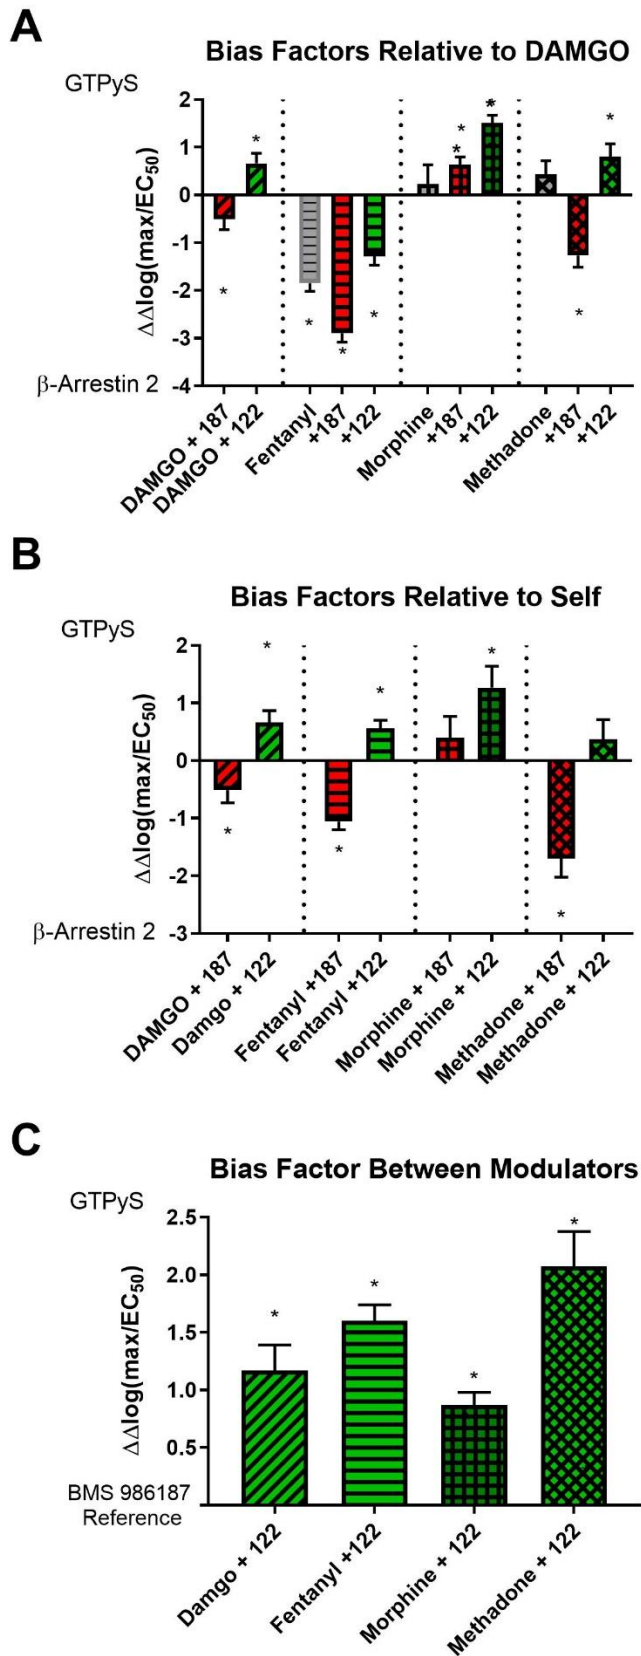 A
Bias Factors Relative to DAMGO
GTPyS
2
1
0
-1
-2
-3
-4
ΔΔlog(max/EC50)
β-Arrestin 2
* * * * * * * * * * *
DAMGO + 187
DAMGO + 122
Fentanyl
+187
+122
Morphine
+187
+122
Methadone
+187
+122
B
Bias Factors Relative to Self
GTPyS
2
1
0
-1
-2
-3
ΔΔlog(max/EC50)
β-Arrestin 2
* * * * * *
DAMGO + 187
Damgo + 122
Fentanyl +187
Fentanyl +122
Morphine + 187
Morphine + 122
Methadone + 187
Methadone + 122
C
Bias Factor Between Modulators
GTPyS
2.5
2.0
1.5
1.0
0.5
ΔΔlog(max/EC50)
BMS 986187
Reference
* * * *
Damgo + 122
Fentanyl +122
Morphine + 122
Methadone + 122